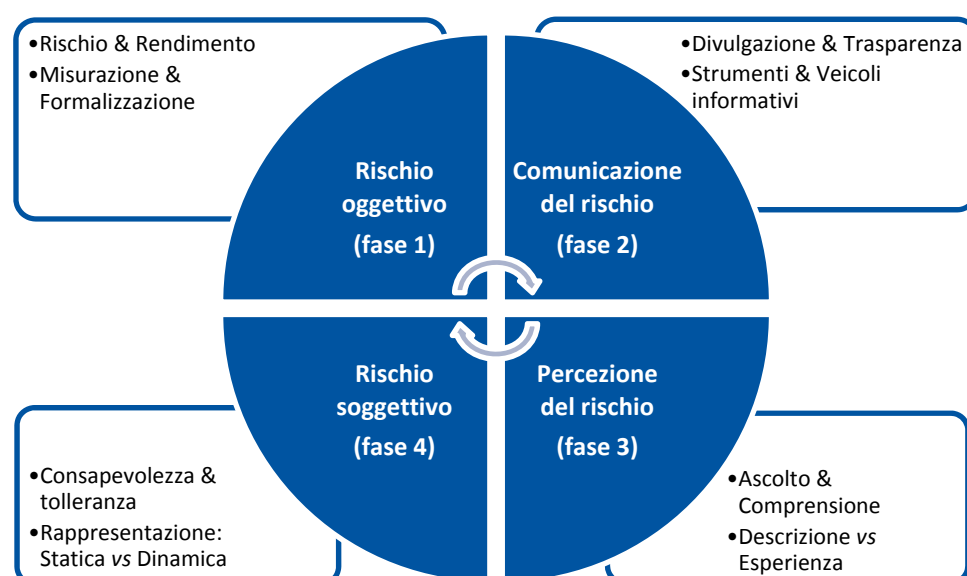 •Rischio & Rendimento
•Misurazione &
Formalizzazione
•Divulgazione & Trasparenza
•Strumenti & Veicoli
informativi
Rischio
oggettivo
(fase 1)
Comunicazione
del rischio
(fase 2)
Rischio
soggettivo
(fase 4)
Percezione
del rischio
(fase 3)
•Consapevolezza &
tolleranza
•Rappresentazione:
Statica vs Dinamica
•Ascolto &
Comprensione
•Descrizione vs
Esperienza